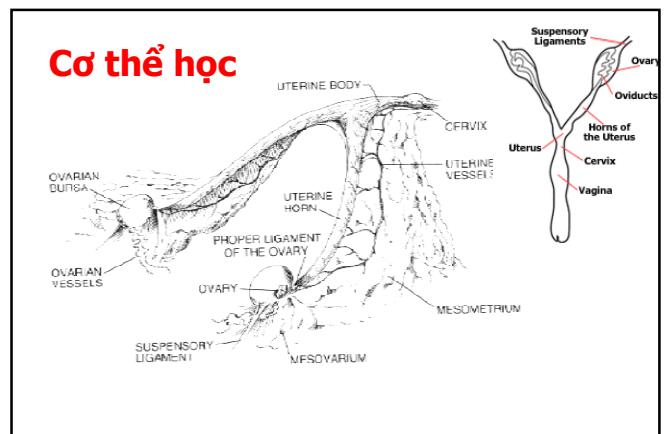 Cơ thể học
UTERINE BODY
CERVIX
UTERINE
VESSELS
OVARIAN
BURSA
UTERINE
HORN
PROPER LIGAMENT
OF THE OVARY
OVARIAN
VESSELS
OVARY
MESOMETRIUM
SUSPENSORY
LIGAMENT
MESOVARIUM
Suspensory
Ligaments
Ovary
Oviducts
Horns of
the Uterus
Uterus
Cervix
Vagina